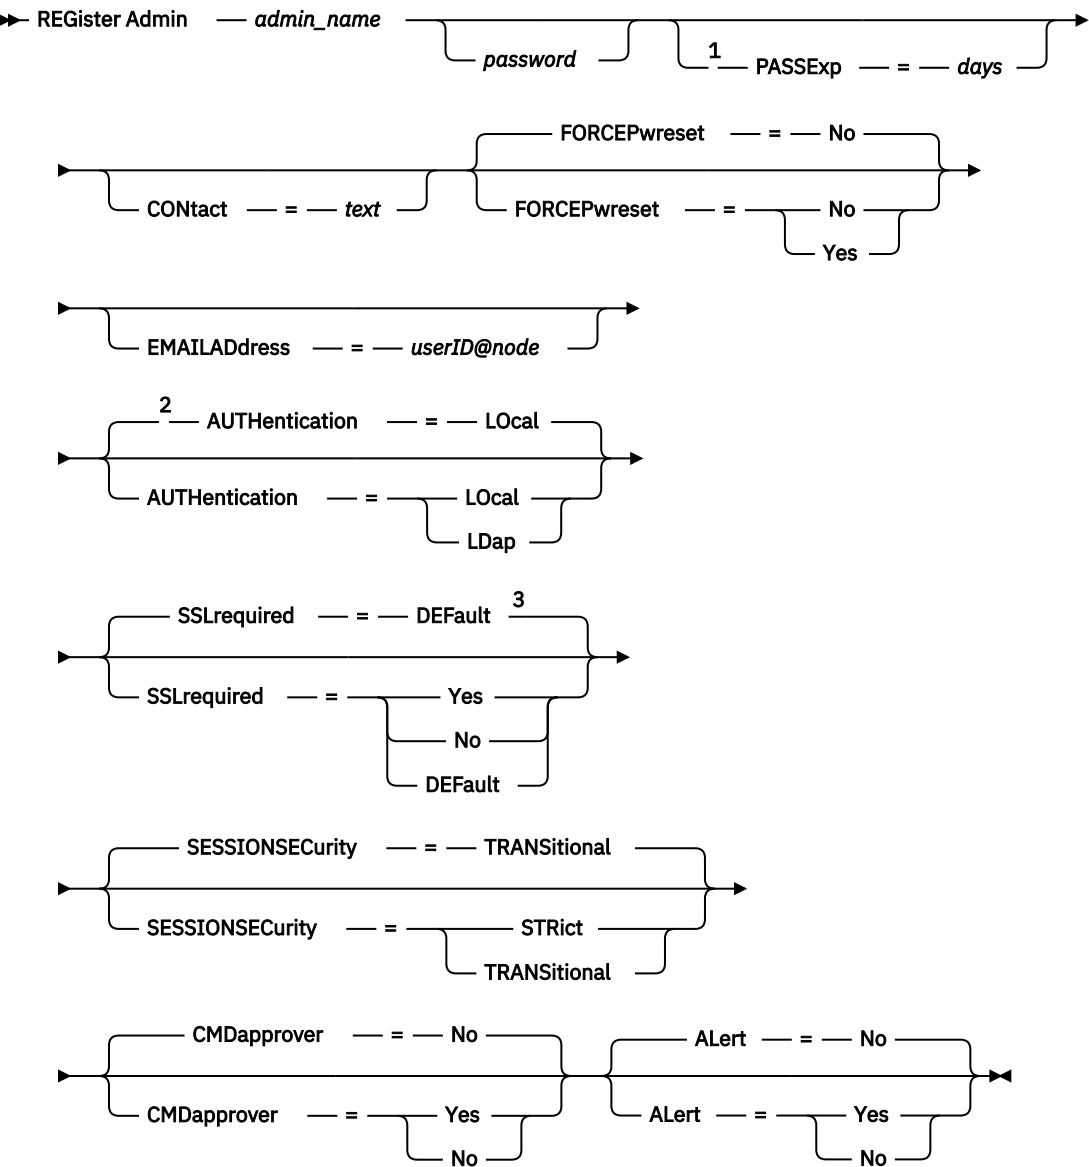 REGister Admin admin_name password 1 PASSExp = days
FORCEPwreset = No
CONtact = text FORCEPwreset = No
Yes
EMAILADdress = userID@node
2 AUTHentication = LOcal
AUTHentication = LOcal
LDap
SSLrequired = DEFault 3
SSLrequired = Yes
No
DEFault
SESSIONSECurity = TRANSitional
SESSIONSECurity = STRict
TRANSitional
CMDapprover = No ALert = No
CMDapprover = Yes ALert = Yes
No No